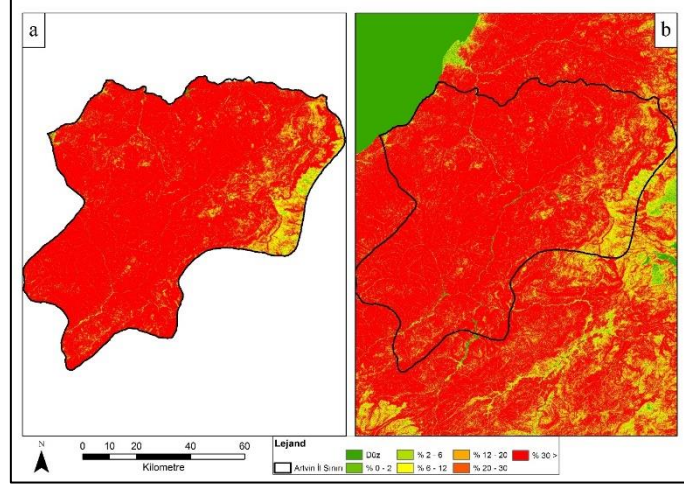 a
b
N
0 10 20 40 60
Kilometre
Lejand
Artvin İl Sınırı
Düz
% 0 - 2
% 2 - 6
% 6 - 12
% 12 - 20
% 20 - 30
% 30 >